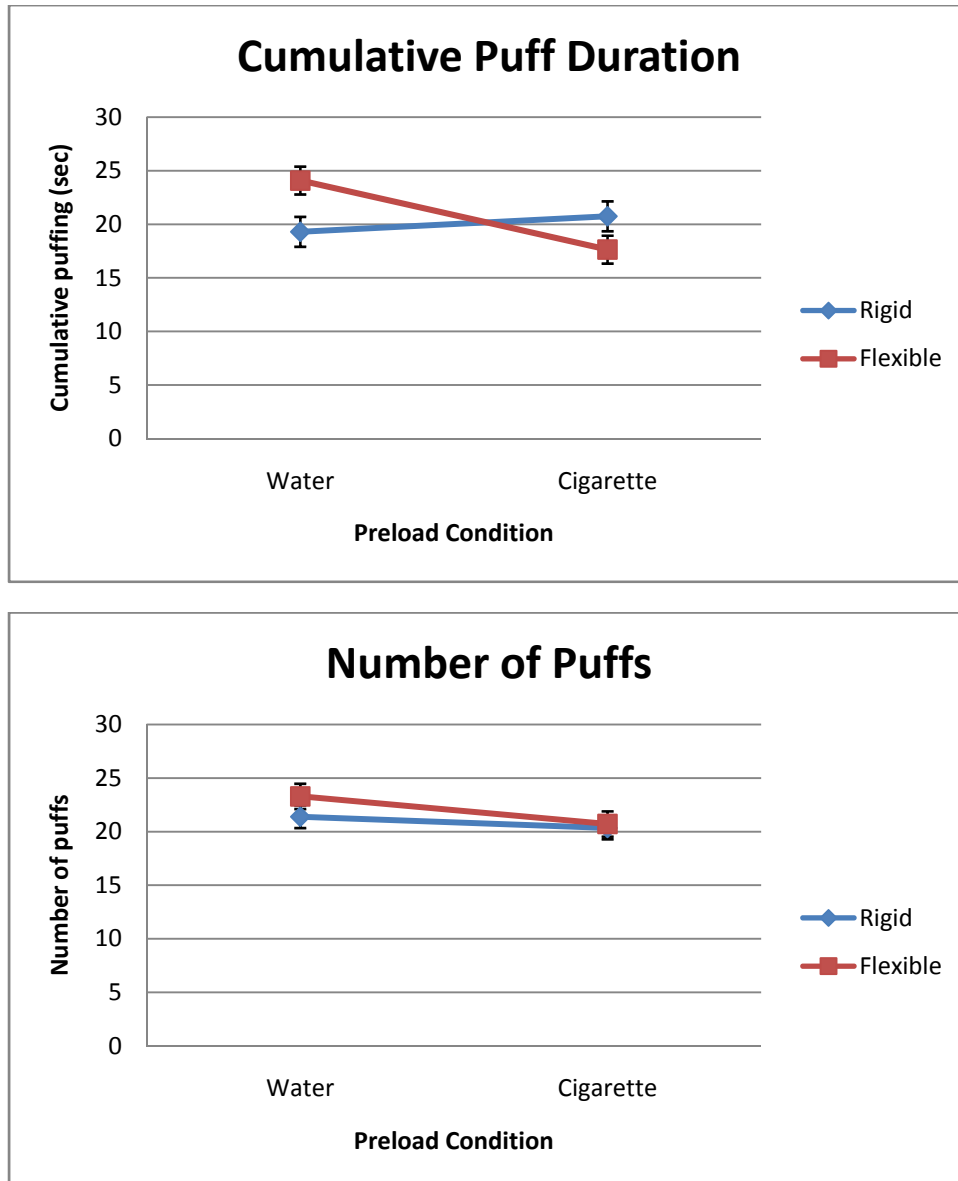 Cumulative Puff Duration
30
25
20
15
10
5
0
Cumulative puffing (sec)
Water
Cigarette
Preload Condition
Rigid
Flexible
Number of Puffs
30
25
20
15
10
5
0
Number of puffs
Water
Cigarette
Preload Condition
Rigid
Flexible